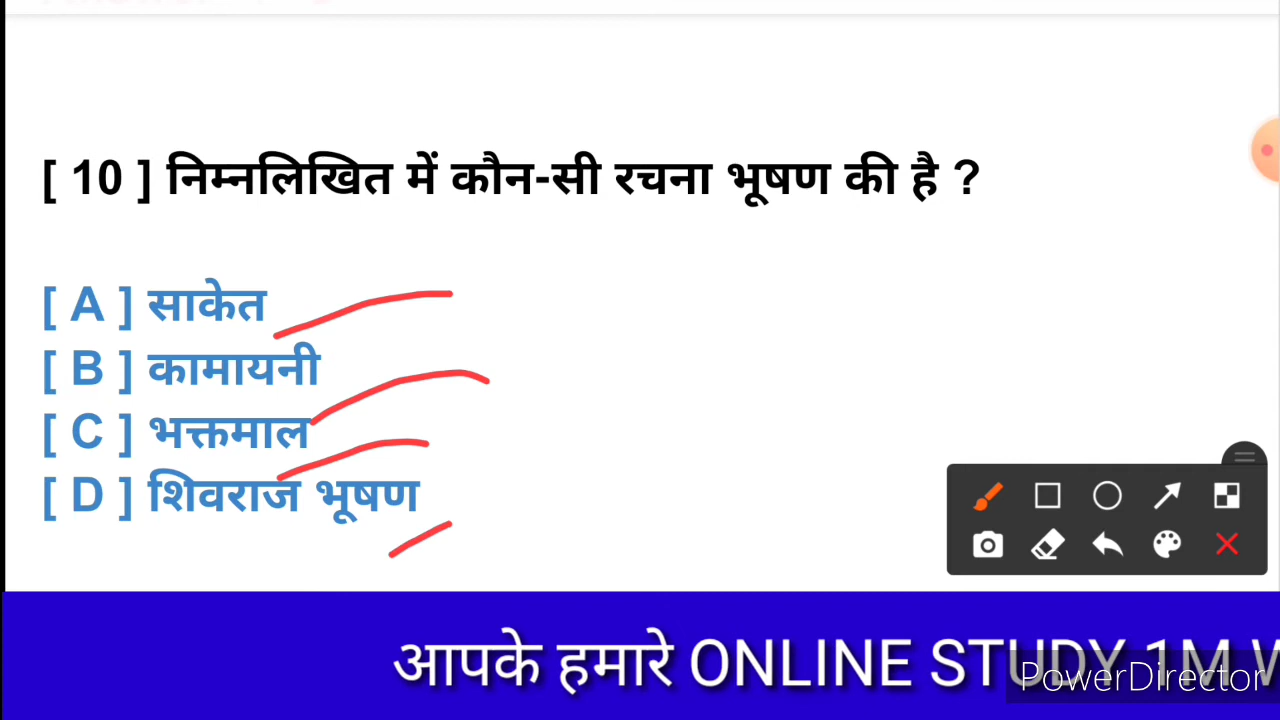 [ 10 ] निम्नलिखित में कौन-सी रचना भूषण की है ?
[ A ] साकेत
[ B ] कामायनी
[ C ] भक्तमाल
[ D ] शिवराज भूषण
आपके हमारे ONLINE STUDY 1M
PowerDirector